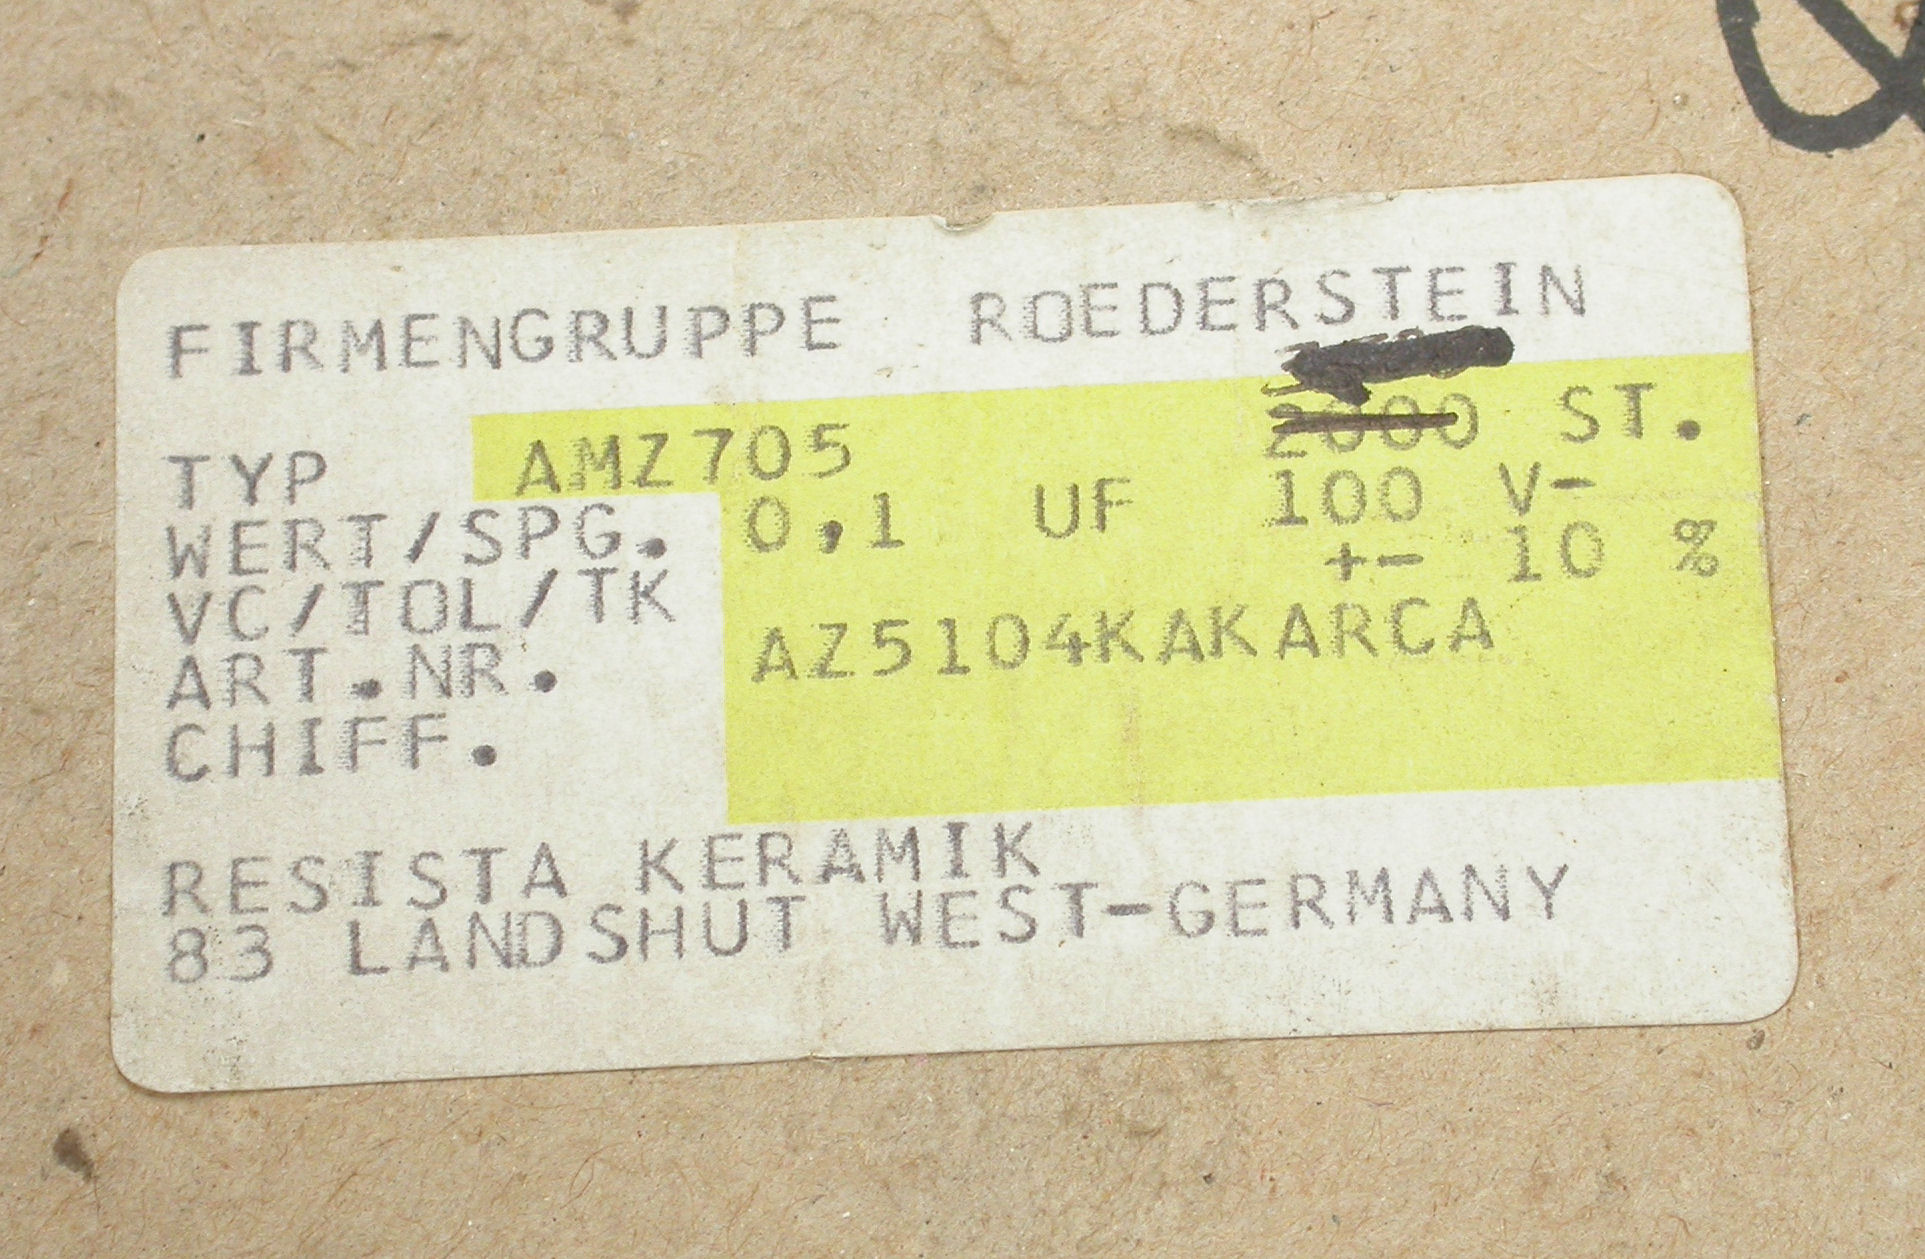 FIRMENGRUPPE ROEDERSTEIN
TYP AMZ705 2000 ST.
WERT/SPG. 0,1 UF 100 V-
VC/TOL/TK +- 10 %
ART.NR. AZ5104KAKARCA
CHIFF.
RESISTA KERAMIK
83 LANDSHUT WEST-GERMANY